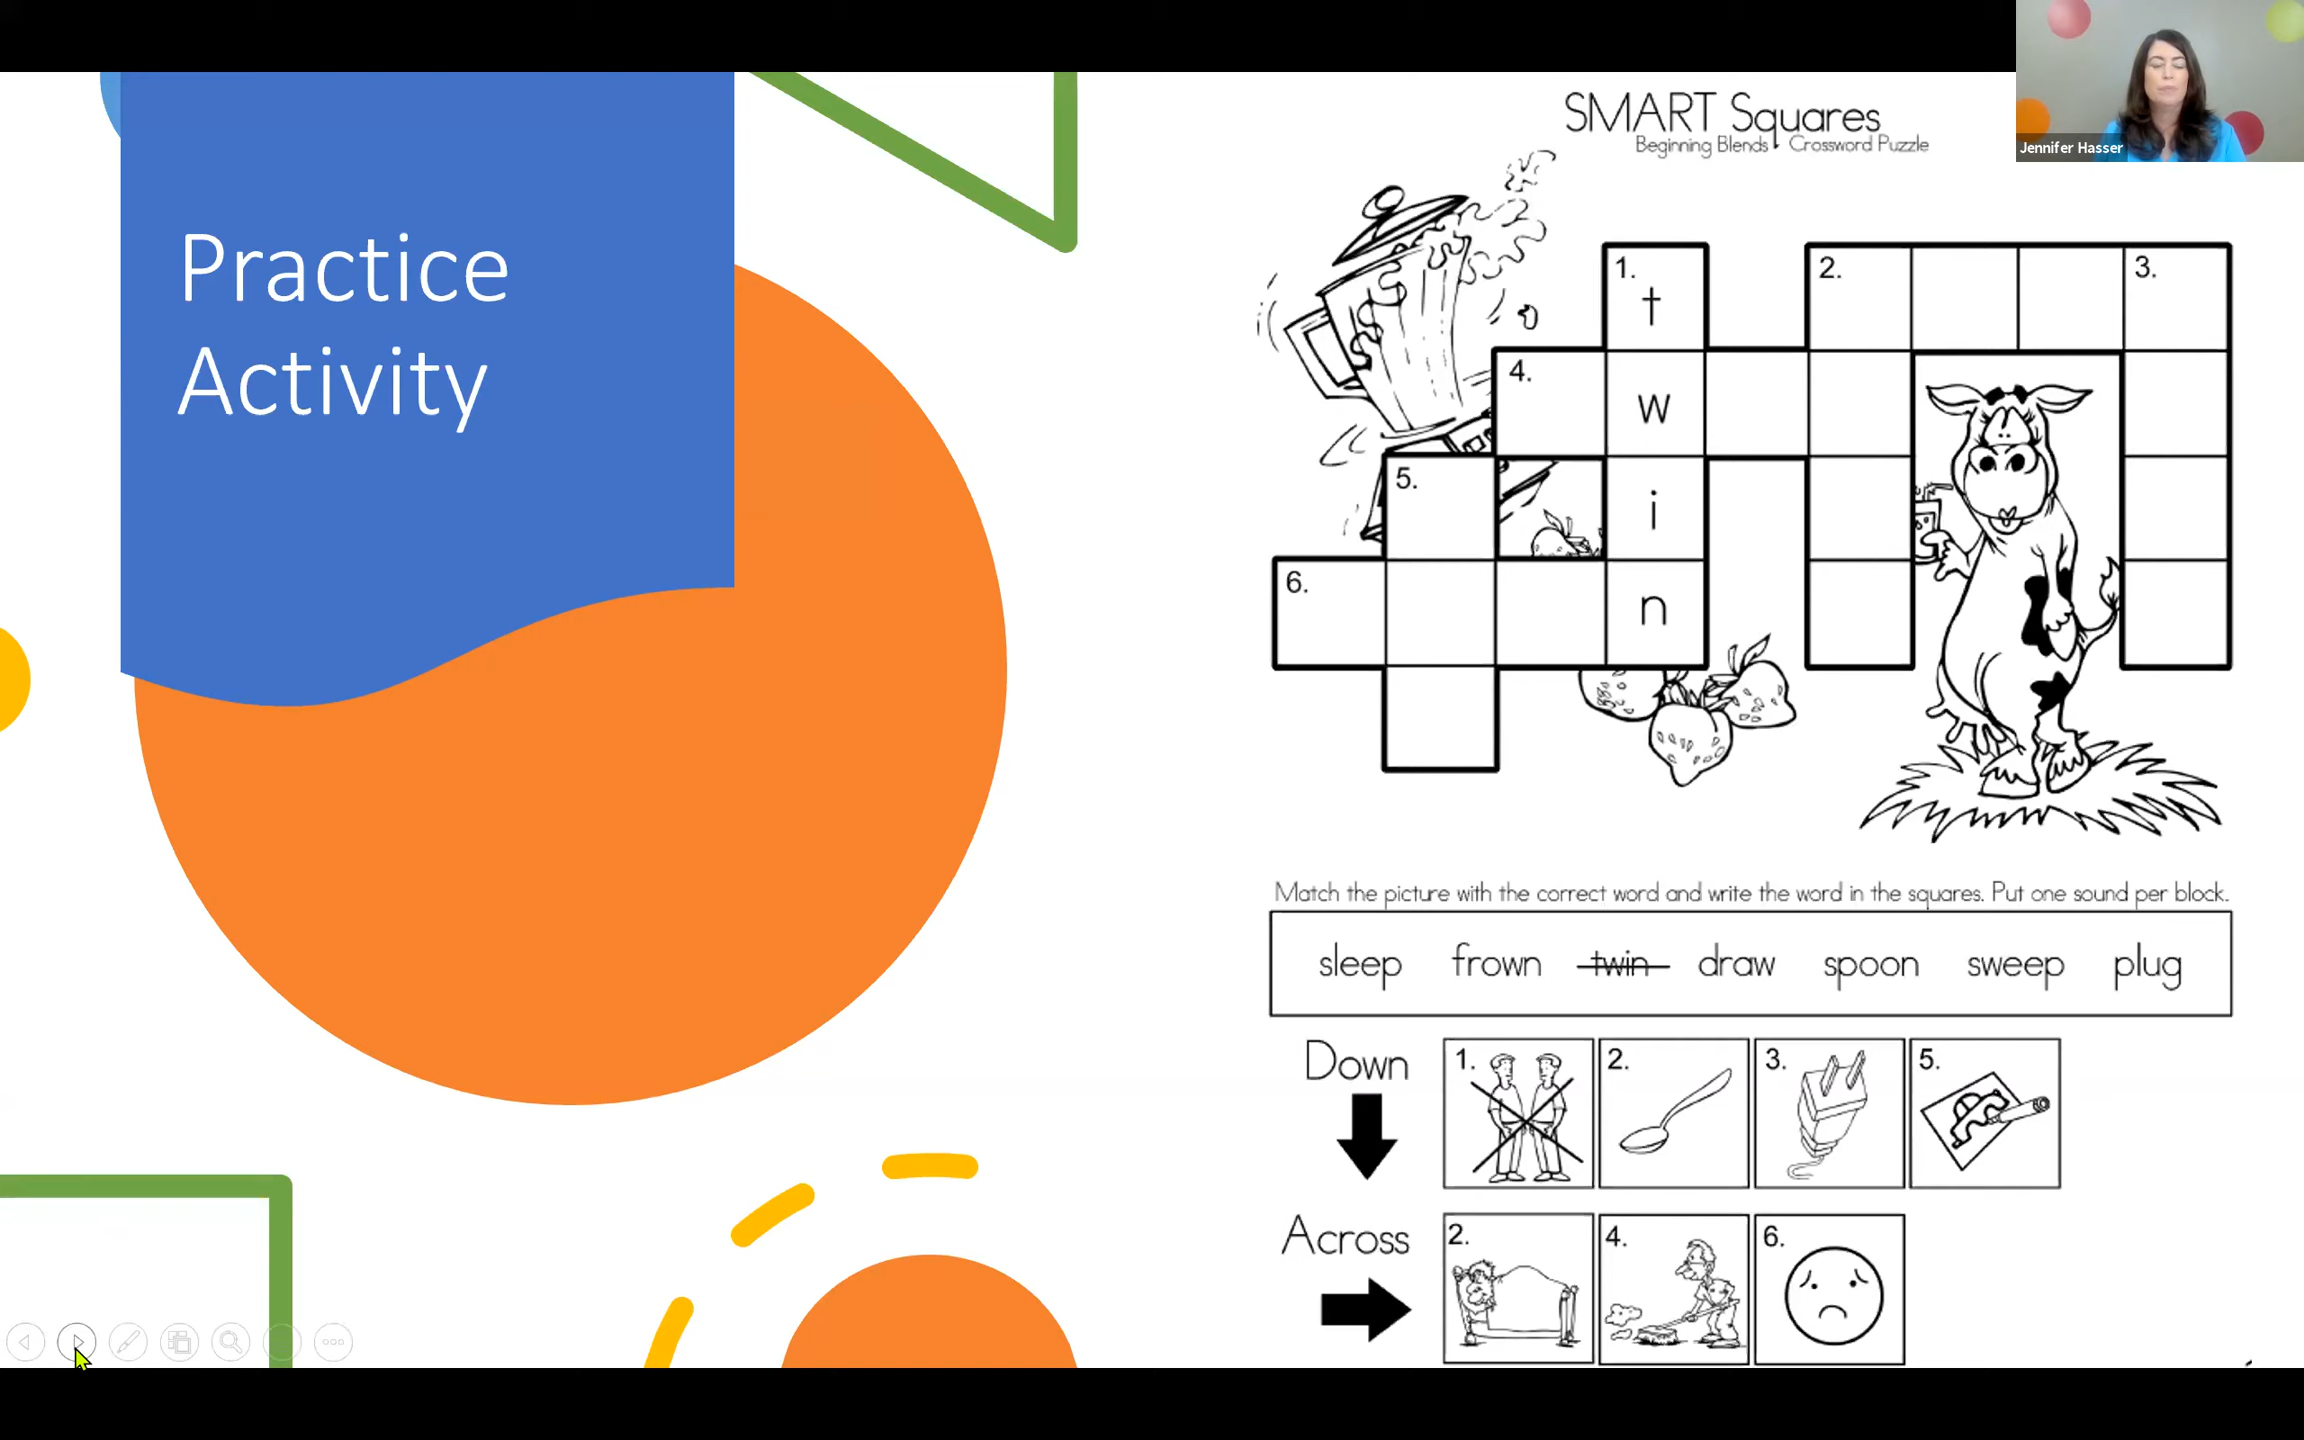 Practice
Activity
SMART Squares
Beginning Blends Crossword Puzzle
Jennifer Hasser
1.
t
2.
3.
4.
w
5.
i
6.
n
Match the picture with the correct word and write the word in the squares. Put one sound per block.
sleep frown twin draw spoon sweep plug
Down
1. 2. 3. 5.
Across
2. 4. 6.